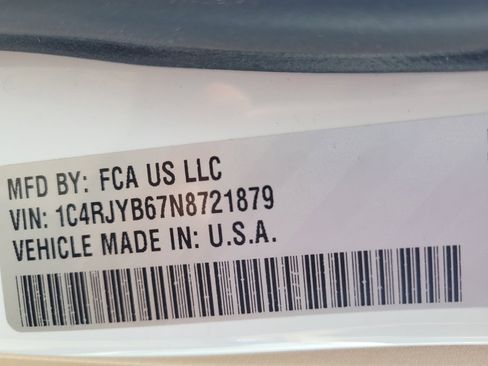 MFD BY: FCA US LLC
VIN: 1C4RJYB67N8721879
VEHICLE MADE IN: U.S.A.